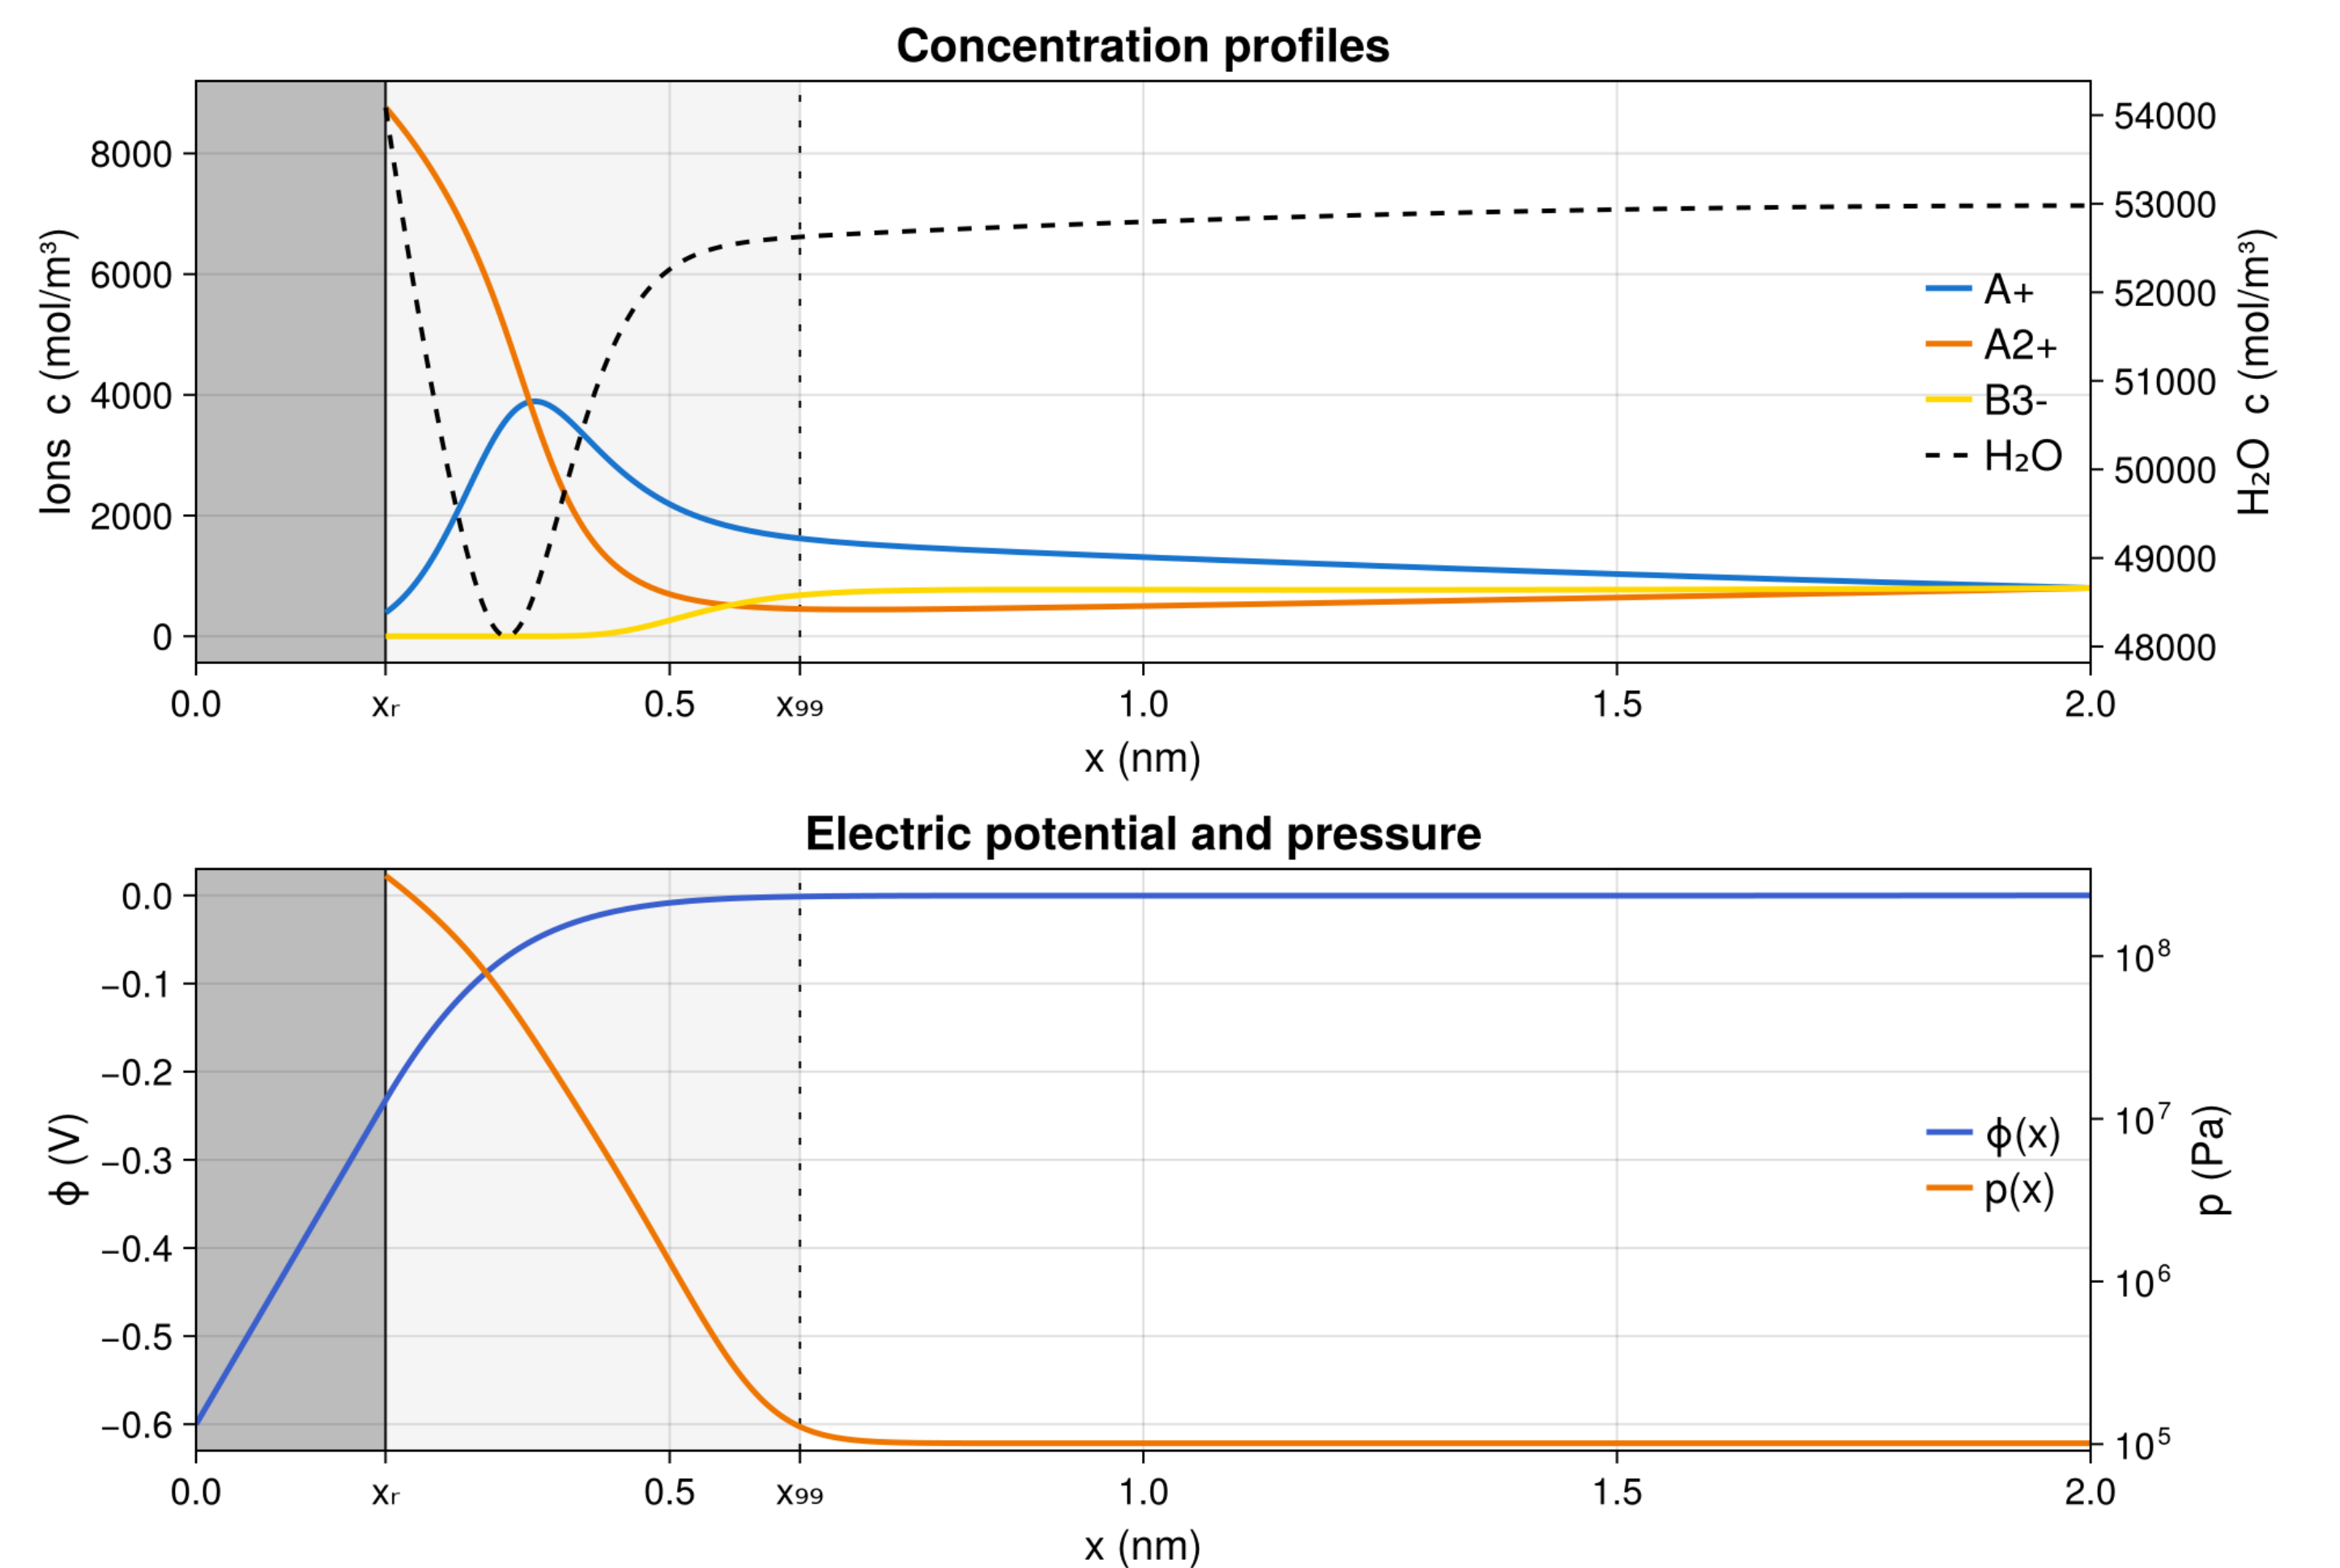 Concentration profiles
8000
6000
4000
2000
0
Ions c (mol/m³)
54000
53000
52000
51000
50000
49000
48000
H₂O c (mol/m³)
A+
A2+
B3-
H₂O
0.0 xᵣ 0.5 x₉₉ 1.0 1.5 2.0
x (nm)
Electric potential and pressure
0.0
−0.1
−0.2
−0.3
−0.4
−0.5
−0.6
ϕ (V)
10⁸
10⁷
10⁶
10⁵
p (Pa)
ϕ(x)
p(x)
0.0 xᵣ 0.5 x₉₉ 1.0 1.5 2.0
x (nm)